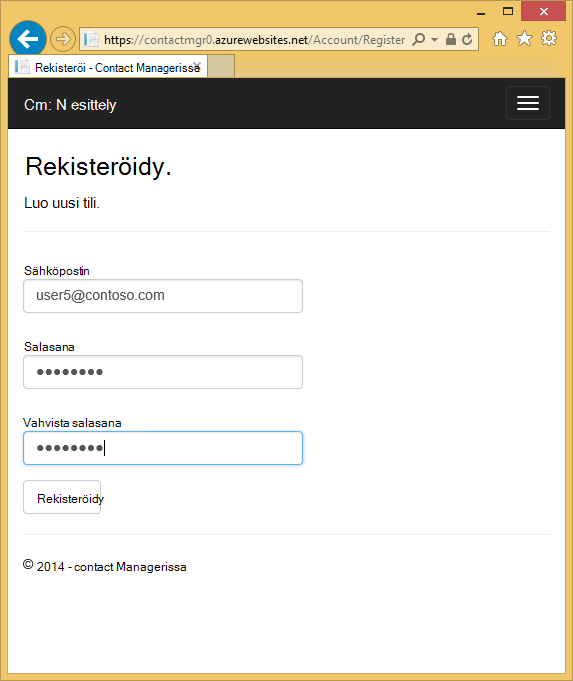 https://contactmgr0.azurewebsites.net/Account/Register
Rekisteröi - Contact Managerissa
Cm: N esittely
Rekisteröidy.
Luo uusi tili.
Sähköpostin
user5@contoso.com
Salasana
●●●●●●●●
Vahvista salasana
●●●●●●●●
Rekisteröidy
© 2014 - contact Managerissa